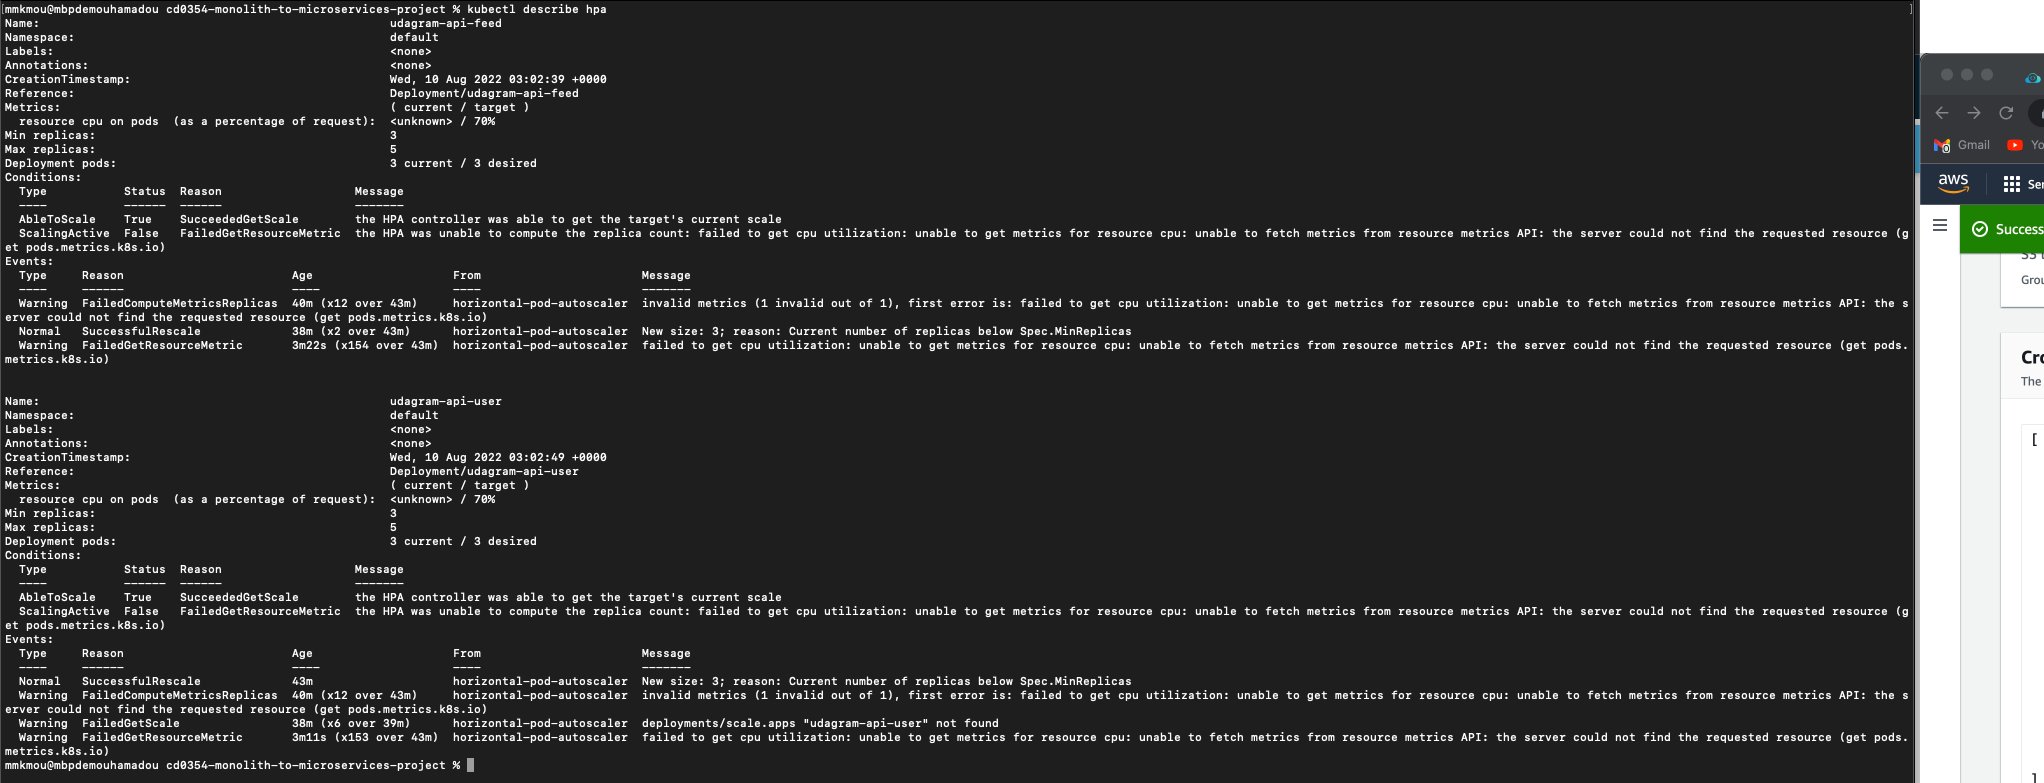 [mmkmou@mbpdemouhamadou cd0354-monolith-to-microservices-project % kubectl describe hpa ]
Name: udagram-api-feed
Namespace: default
Labels: <none>
Annotations: <none>
CreationTimestamp: Wed, 10 Aug 2022 03:02:39 +0000
Reference: Deployment/udagram-api-feed
Metrics: ( current / target )
resource cpu on pods (as a percentage of request): <unknown> / 70%
Min replicas: 3
Max replicas: 5
Deployment pods: 3 current / 3 desired
Conditions:
Type Status Reason Message
---- ------ ------ -------
AbleToScale True SucceededGetScale the HPA controller was able to get the target's current scale
ScalingActive False FailedGetResourceMetric the HPA was unable to compute the replica count: failed to get cpu utilization: unable to get metrics for resource cpu: unable to fetch metrics from resource metrics API: the server could not find the requested resource (g
et pods.metrics.k8s.io)
Events:
Type Reason Age From Message
---- ------ ---- ---- -------
Warning FailedComputeMetricsReplicas 40m (x12 over 43m) horizontal-pod-autoscaler invalid metrics (1 invalid out of 1), first error is: failed to get cpu utilization: unable to get metrics for resource cpu: unable to fetch metrics from resource metrics API: the s
erver could not find the requested resource (get pods.metrics.k8s.io)
Normal SuccessfulRescale 38m (x2 over 43m) horizontal-pod-autoscaler New size: 3; reason: Current number of replicas below Spec.MinReplicas
Warning FailedGetResourceMetric 3m22s (x154 over 43m) horizontal-pod-autoscaler failed to get cpu utilization: unable to get metrics for resource cpu: unable to fetch metrics from resource metrics API: the server could not find the requested resource (get pods.
metrics.k8s.io)
Name: udagram-api-user
Namespace: default
Labels: <none>
Annotations: <none>
CreationTimestamp: Wed, 10 Aug 2022 03:02:49 +0000
Reference: Deployment/udagram-api-user
Metrics: ( current / target )
resource cpu on pods (as a percentage of request): <unknown> / 70%
Min replicas: 3
Max replicas: 5
Deployment pods: 3 current / 3 desired
Conditions:
Type Status Reason Message
---- ------ ------ -------
AbleToScale True SucceededGetScale the HPA controller was able to get the target's current scale
ScalingActive False FailedGetResourceMetric the HPA was unable to compute the replica count: failed to get cpu utilization: unable to get metrics for resource cpu: unable to fetch metrics from resource metrics API: the server could not find the requested resource (g
et pods.metrics.k8s.io)
Events:
Type Reason Age From Message
---- ------ ---- ---- -------
Normal SuccessfulRescale 43m horizontal-pod-autoscaler New size: 3; reason: Current number of replicas below Spec.MinReplicas
Warning FailedComputeMetricsReplicas 40m (x12 over 43m) horizontal-pod-autoscaler invalid metrics (1 invalid out of 1), first error is: failed to get cpu utilization: unable to get metrics for resource cpu: unable to fetch metrics from resource metrics API: the s
erver could not find the requested resource (get pods.metrics.k8s.io)
Warning FailedGetScale 38m (x6 over 39m) horizontal-pod-autoscaler deployments/scale.apps "udagram-api-user" not found
Warning FailedGetResourceMetric 3m11s (x153 over 43m) horizontal-pod-autoscaler failed to get cpu utilization: unable to get metrics for resource cpu: unable to fetch metrics from resource metrics API: the server could not find the requested resource (get pods.
metrics.k8s.io)
mmkmou@mbpdemouhamadou cd0354-monolith-to-microservices-project %
Gmail Yo
aws Ser
Success
Grou
Cro
The
[
]